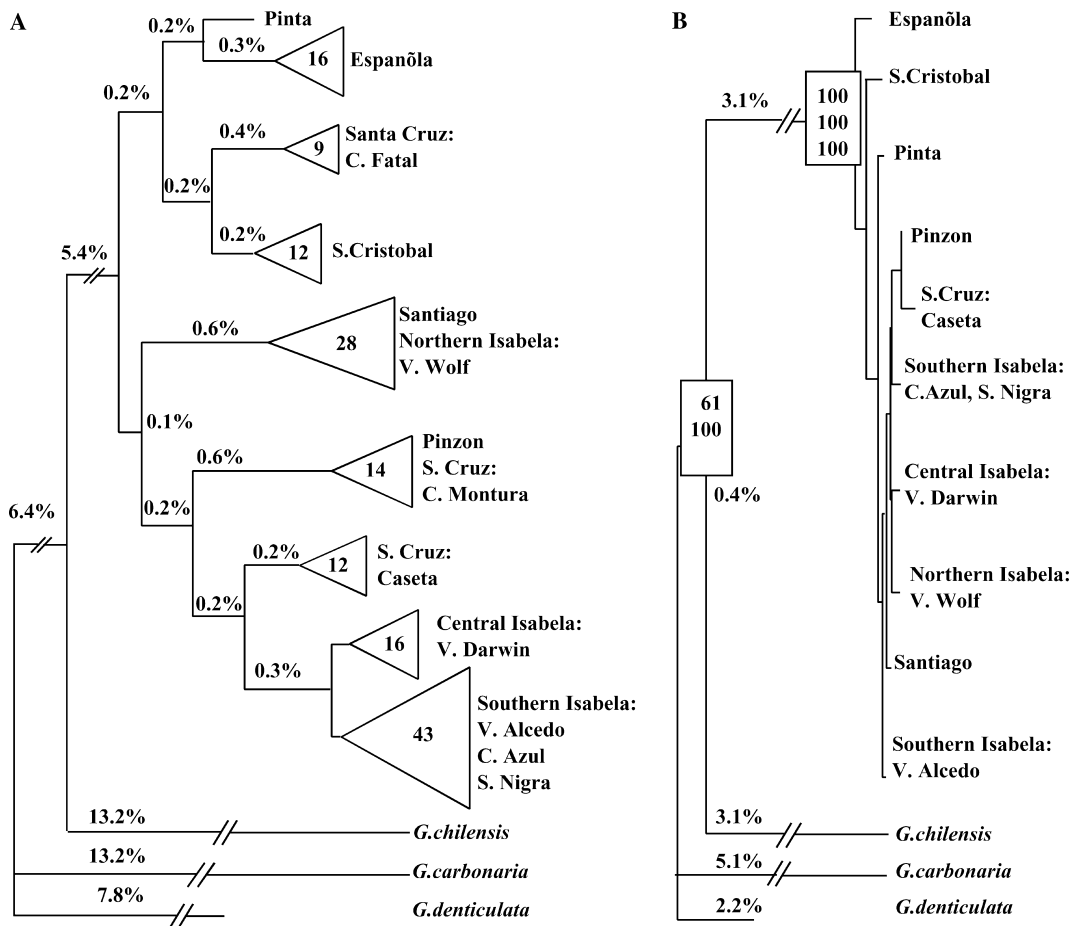 A
0.2%
Pinta
0.3%
16
Espanõla
0.2%
0.4%
9
Santa Cruz:
C. Fatal
0.2%
0.2%
12
S.Cristobal
5.4%
0.6%
28
Santiago
Northern Isabela:
V. Wolf
0.1%
0.6%
14
Pinzon
S. Cruz:
C. Montura
0.2%
6.4%
0.2%
12
S. Cruz:
Caseta
0.2%
16
Central Isabela:
V. Darwin
0.3%
43
Southern Isabela:
V. Alcedo
C. Azul
S. Nigra
13.2%
G.chilensis
13.2%
G.carbonaria
7.8%
G.denticulata
B
Espanõla
S.Cristobal
3.1%
100
100
100
Pinta
Pinzon
S.Cruz:
Caseta
Southern Isabela:
C.Azul, S. Nigra
61
100
Central Isabela:
V. Darwin
0.4%
Northern Isabela:
V. Wolf
Santiago
Southern Isabela:
V. Alcedo
3.1%
G.chilensis
5.1%
G.carbonaria
2.2%
G.denticulata